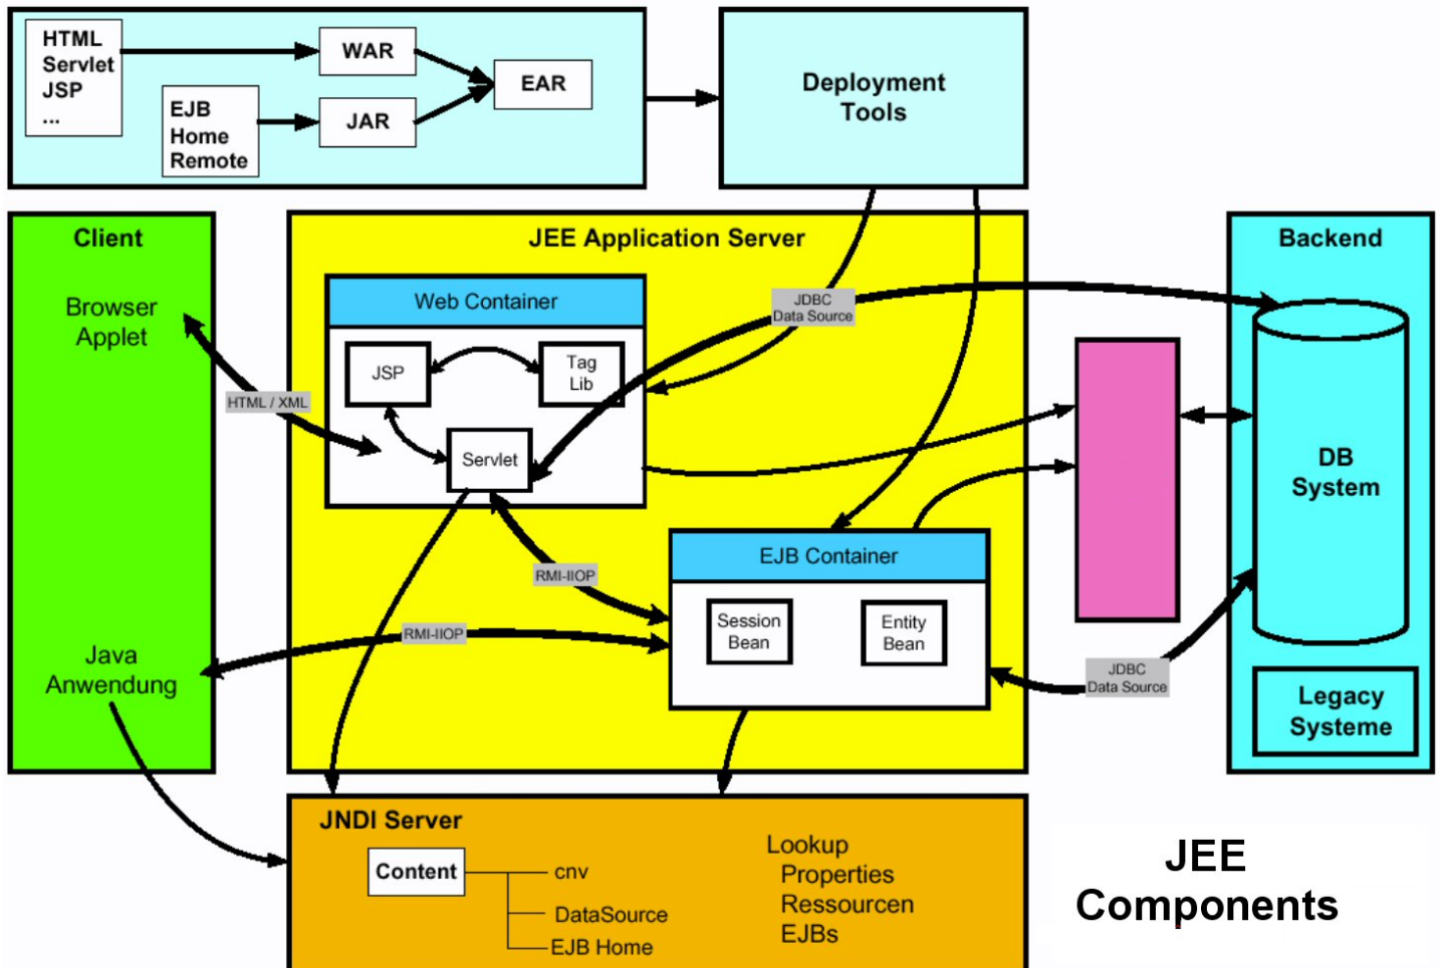 HTML
Servlet
JSP
...
EJB
Home
Remote
WAR
JAR
EAR
Deployment
Tools
Client
Browser
Applet
HTML / XML
Java
Anwendung
JEE Application Server
Web Container
JSP
Tag
Lib
Servlet
JDBC
Data Source
RMI-IIOP
RMI-IIOP
EJB Container
Session
Bean
Entity
Bean
JDBC
Data Source
Backend
DB
System
Legacy
Systeme
JNDI Server
Content
cnv
DataSource
EJB Home
Lookup
Properties
Ressourcen
EJBs
JEE
Components